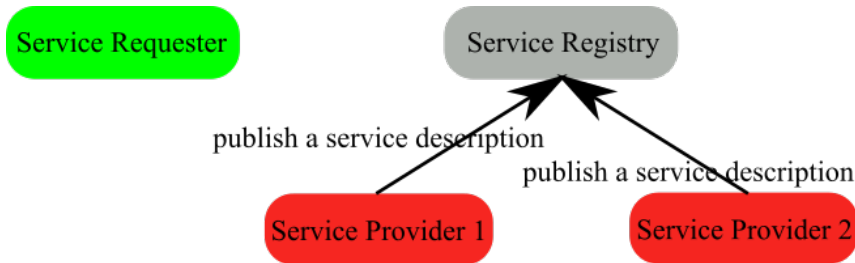 Service Requester
Service Registry
publish a service description
publish a service description
Service Provider 1
Service Provider 2